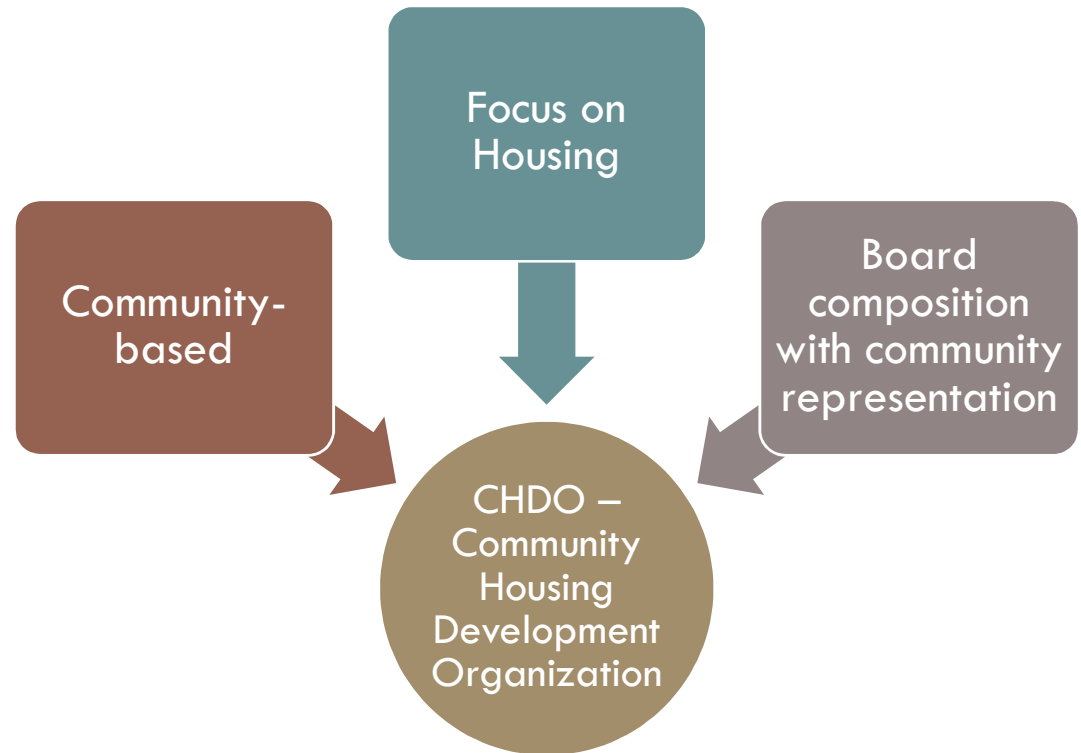 Focus on
Housing
Community-
based
Board
composition
with community
representation
CHDO –
Community
Housing
Development
Organization